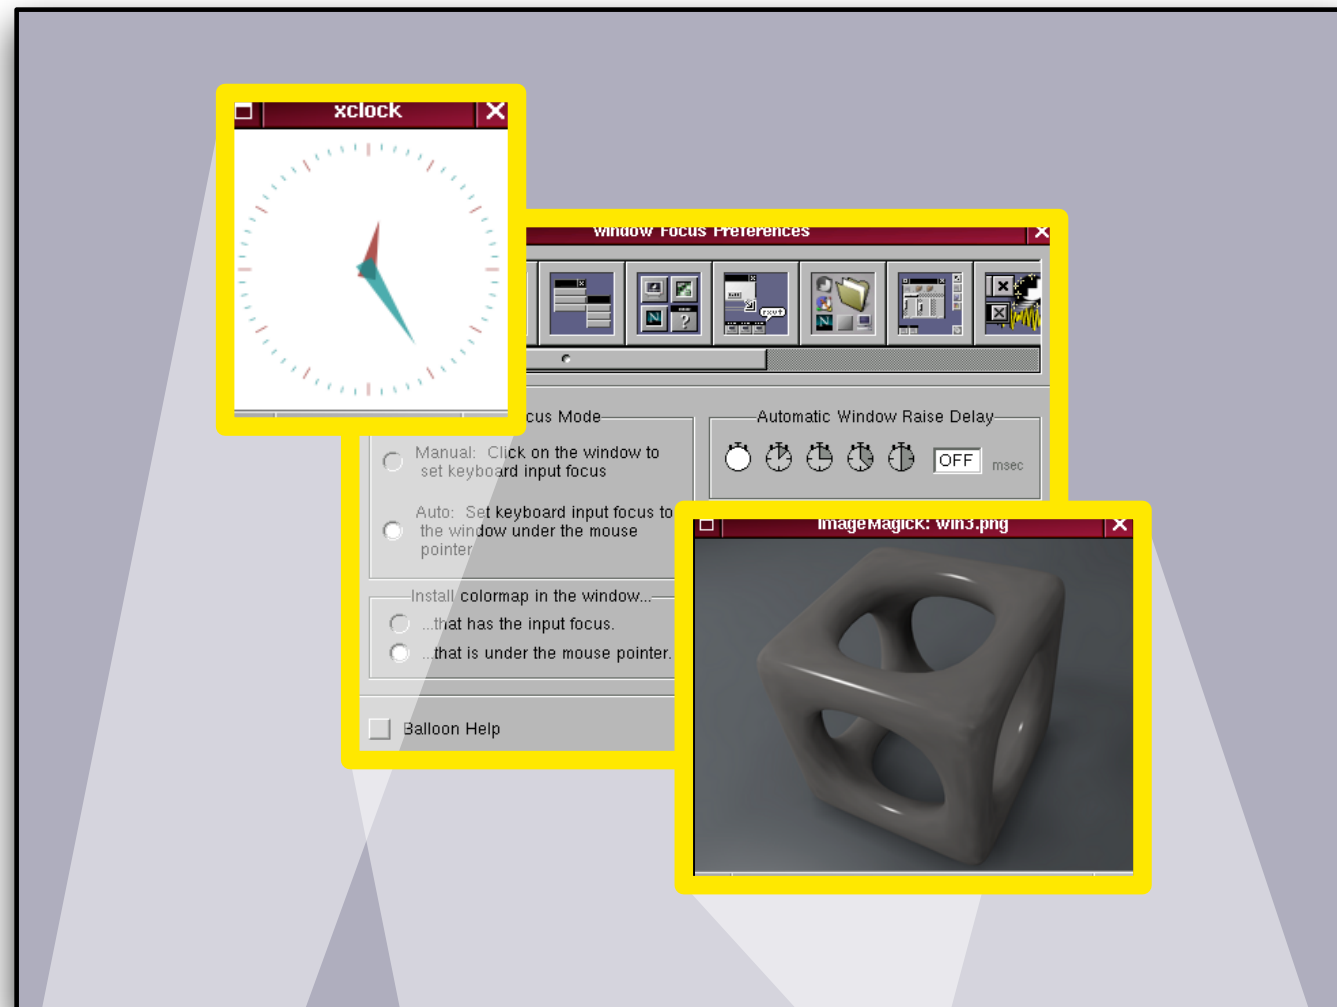 xclock
Window Focus Preferences
rxvt
N
?
N
cus Mode
Manual: Click on the window to
set keyboard input focus
Auto: Set keyboard input focus to
the window under the mouse
pointer
Automatic Window Raise Delay
OFF msec
Install colormap in the window...
...that has the input focus.
...that is under the mouse pointer.
Balloon Help
ImageMagick: win3.png